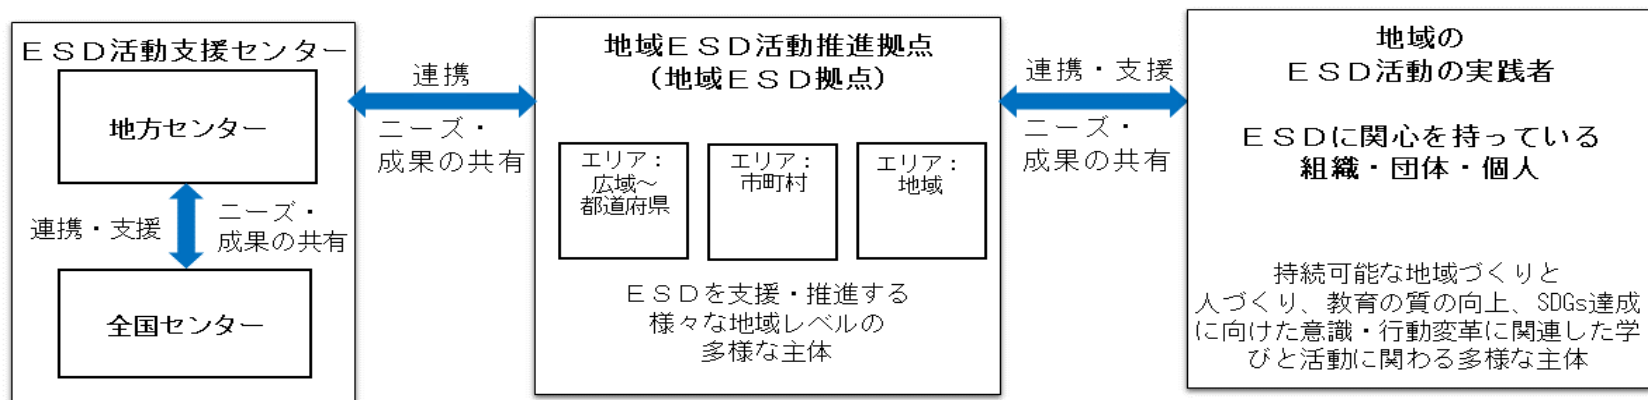 ＥＳＤ活動支援センター
地方センター
連携・支援
ニーズ・
成果の共有
全国センター
連携
ニーズ・
成果の共有
地域ＥＳＤ活動推進拠点
（地域ＥＳＤ拠点）
エリア：
広域～
都道府県
エリア：
市町村
エリア：
地域
ＥＳＤを支援・推進する
様々な地域レベルの
多様な主体
連携・支援
ニーズ・
成果の共有
地域の
ＥＳＤ活動の実践者
ＥＳＤに関心を持っている
組織・団体・個人
持続可能な地域づくりと
人づくり、教育の質の向上、SDGs達成
に向けた意識・行動変革に関連した学
びと活動に関わる多様な主体